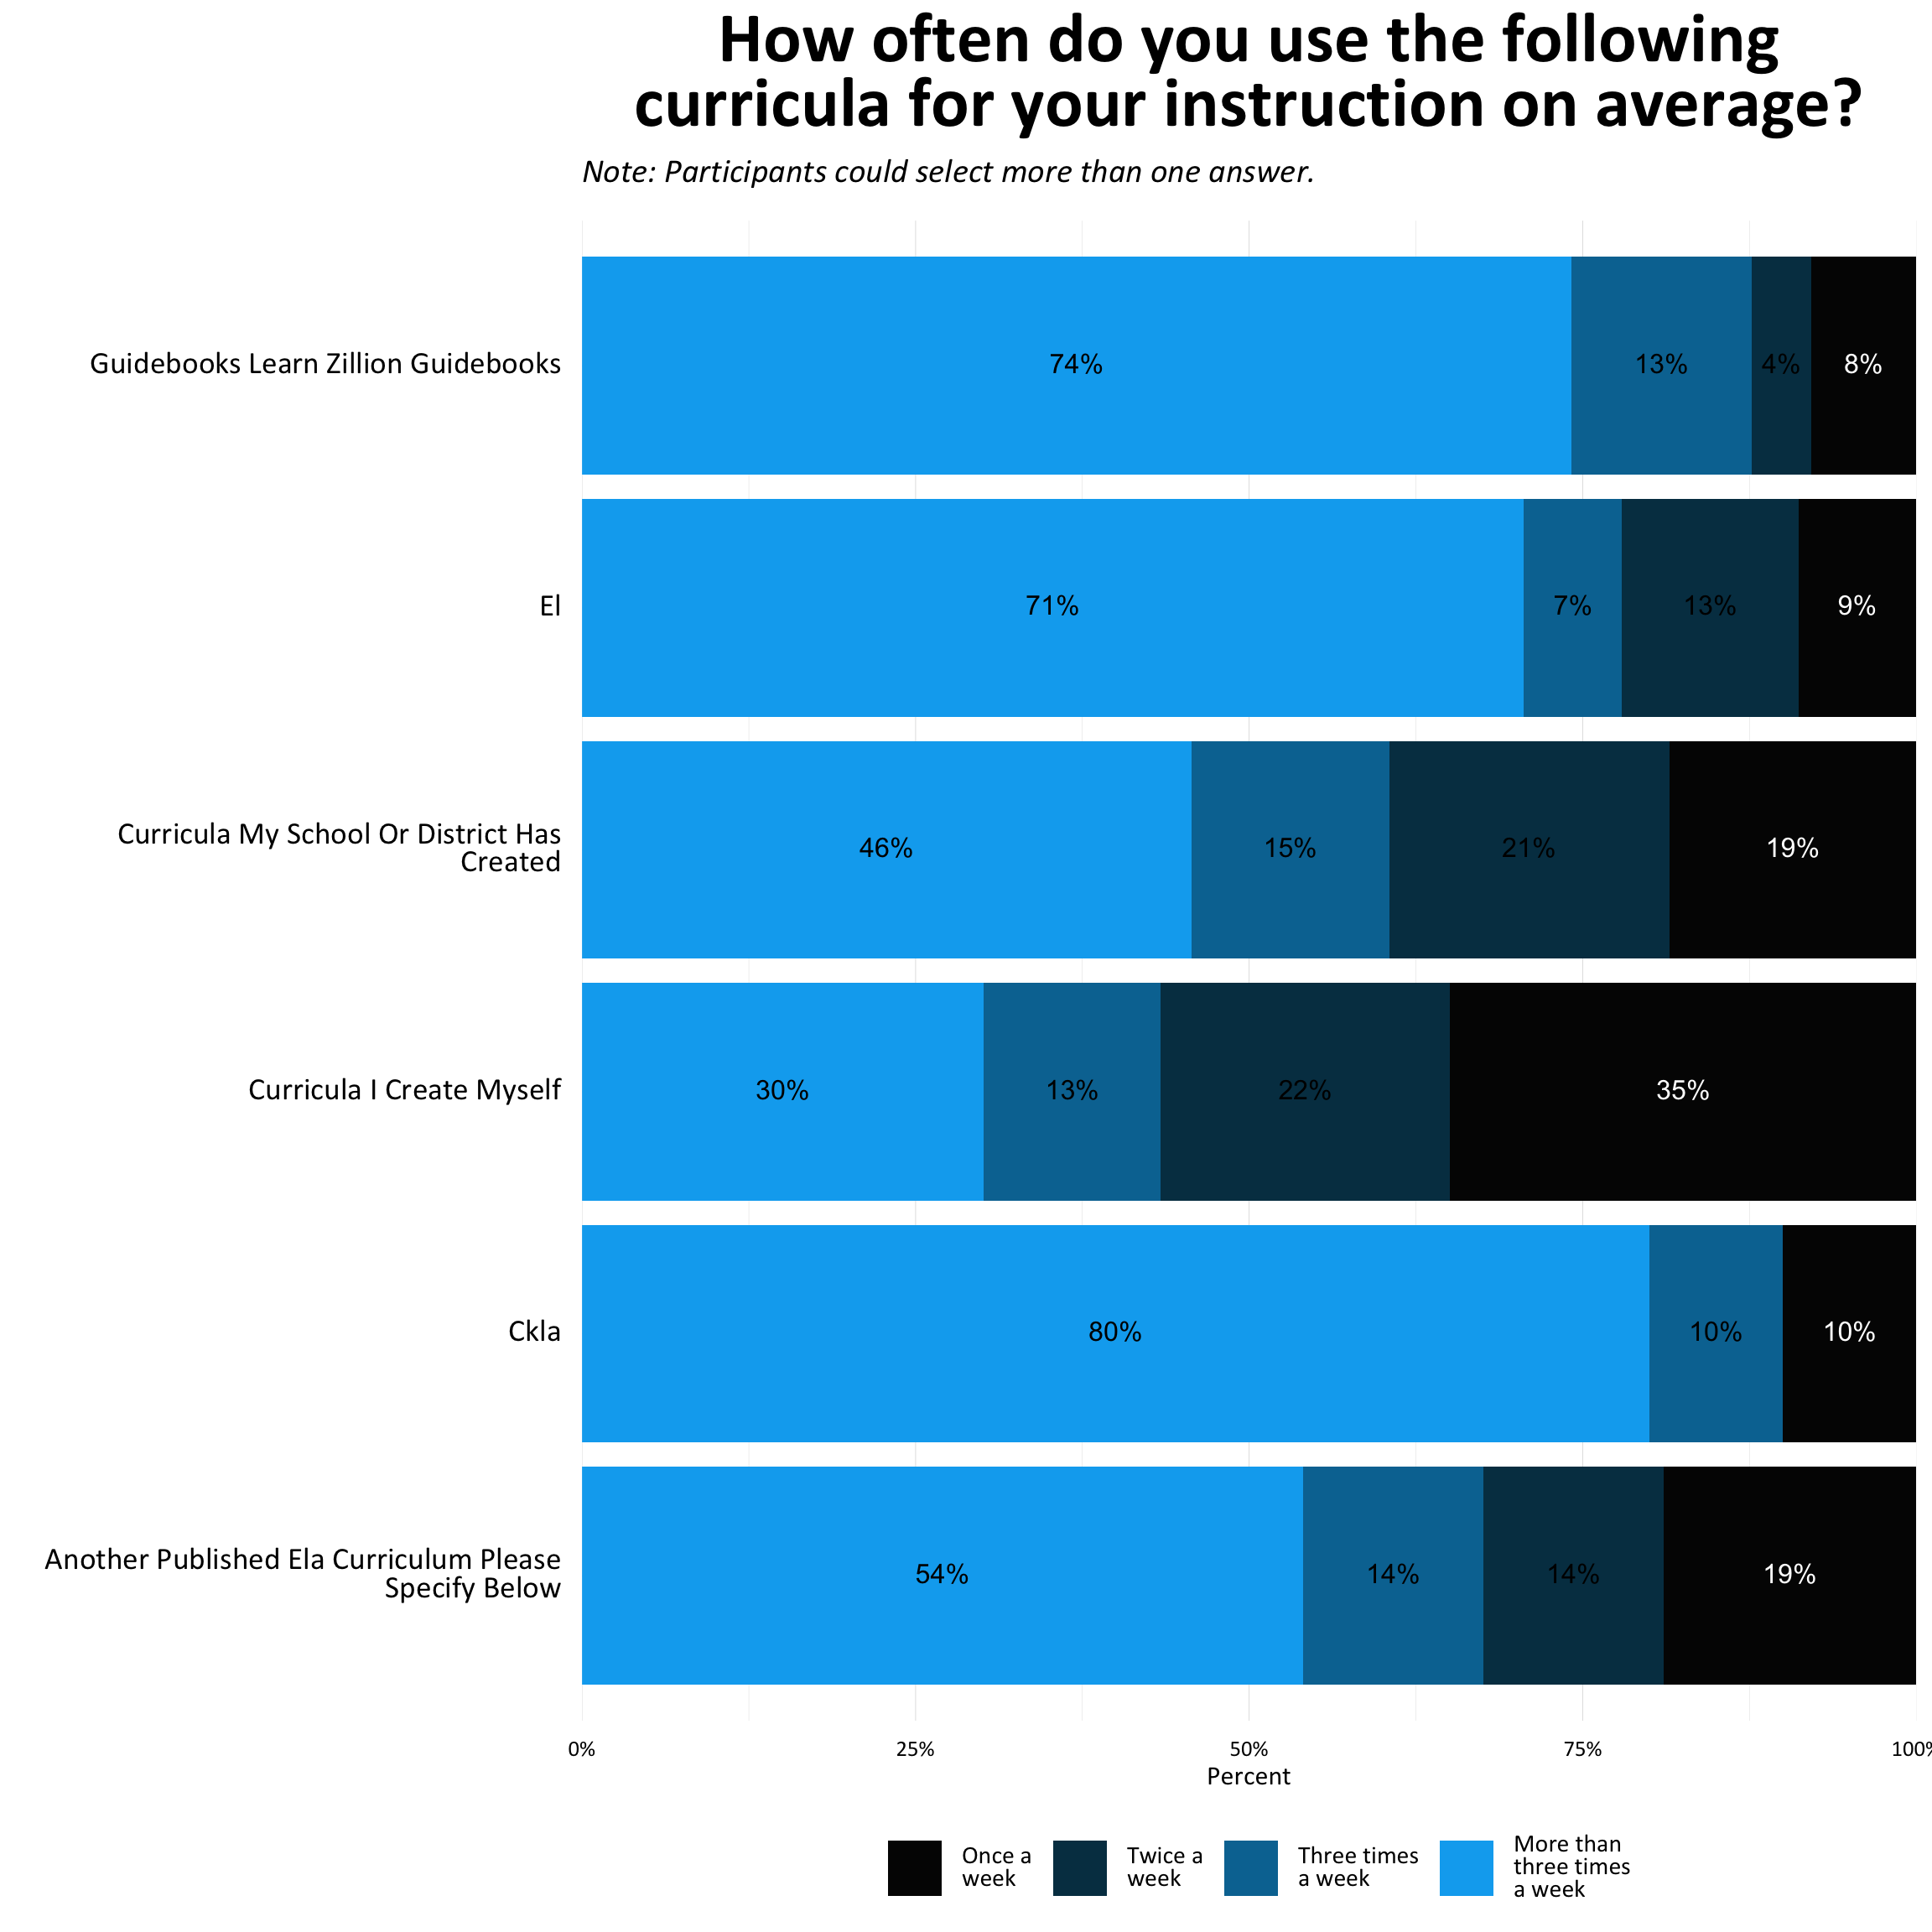 How often do you use the following
curricula for your instruction on average?
Note: Participants could select more than one answer.
Guidebooks Learn Zillion Guidebooks
74%
13%
4%
8%
El
71%
7%
13%
9%
Curricula My School Or District Has
Created
46%
15%
21%
19%
Curricula I Create Myself
30%
13%
22%
35%
Ckla
80%
10%
10%
Another Published Ela Curriculum Please
Specify Below
54%
14%
14%
19%
0%
25%
50%
75%
100%
Percent
Once a
week
Twice a
week
Three times
a week
More than
three times
a week